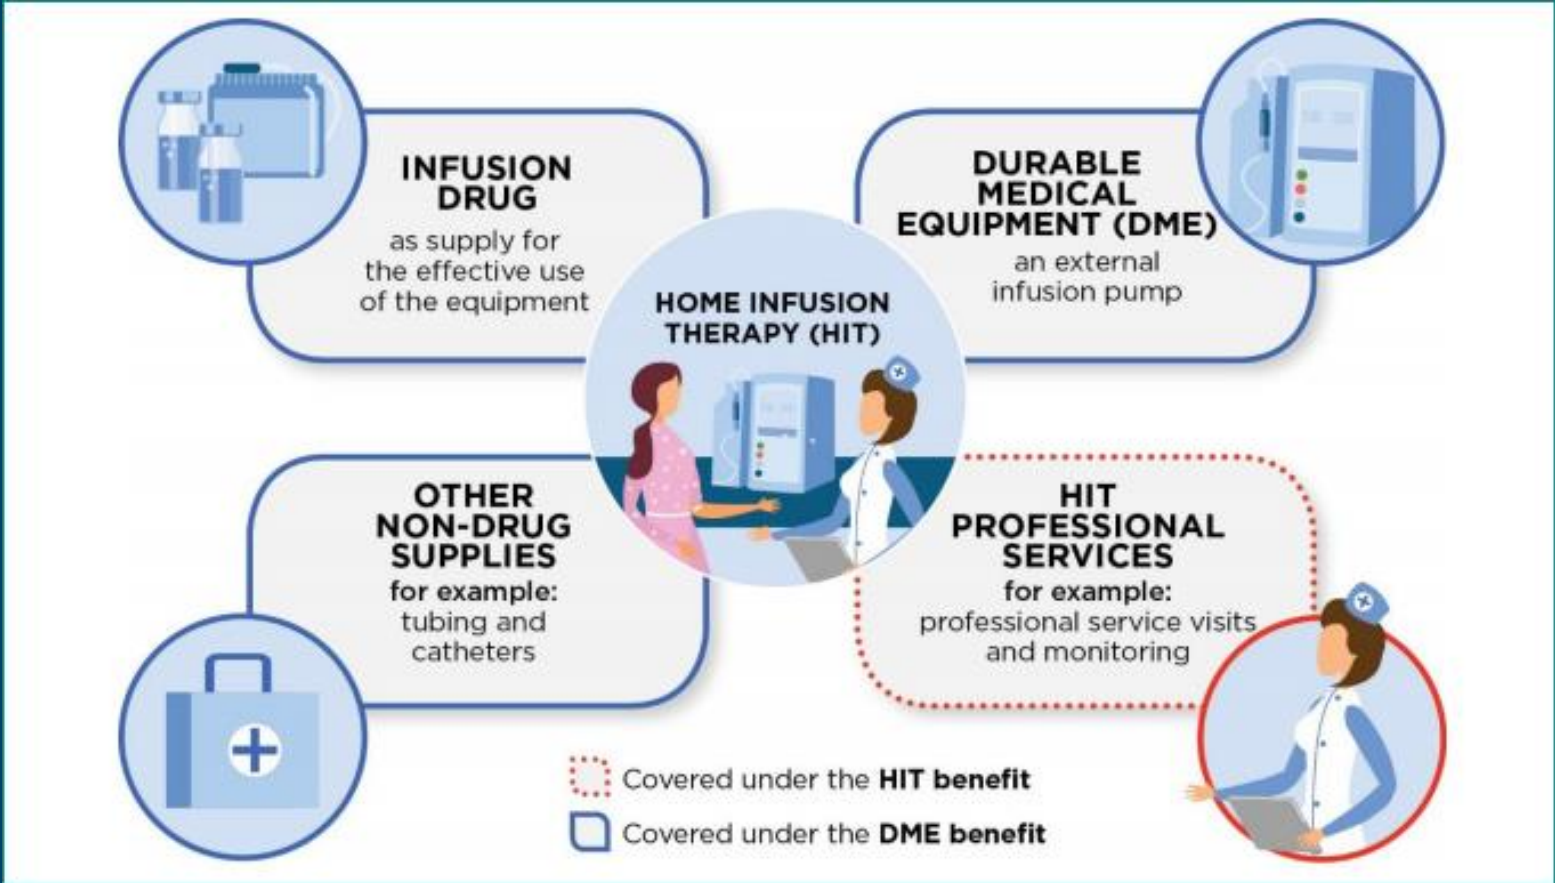 INFUSION
DRUG
as supply for
the effective use
of the equipment
DURABLE
MEDICAL
EQUIPMENT (DME)
an external
infusion pump
HOME INFUSION
THERAPY (HIT)
OTHER
NON-DRUG
SUPPLIES
for example:
tubing and
catheters
HIT
PROFESSIONAL
SERVICES
for example:
professional service visits
and monitoring
Covered under the HIT benefit
Covered under the DME benefit